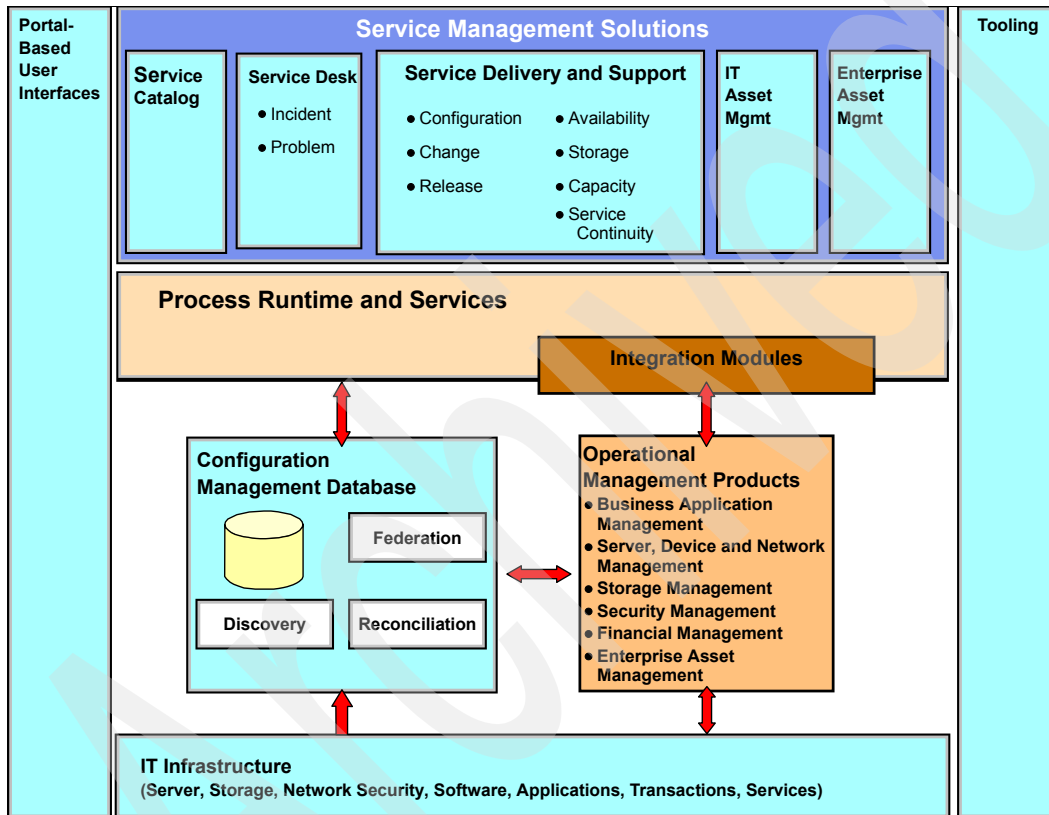 Portal-
Based
User
Interfaces
Service Management Solutions
Tooling
Service
Catalog
Service Desk
• Incident
• Problem
Service Delivery and Support
• Configuration
• Change
• Release
• Availability
• Storage
• Capacity
• Service
Continuity
IT
Asset
Mgmt
Enterprise
Asset
Mgmt
Process Runtime and Services
Integration Modules
Configuration
Management Database
Federation
Discovery
Reconciliation
Operational
Management Products
• Business Application
Management
• Server, Device and Network
Management
• Storage Management
• Security Management
• Financial Management
• Enterprise Asset
Management
IT Infrastructure
(Server, Storage, Network Security, Software, Applications, Transactions, Services)
Archived